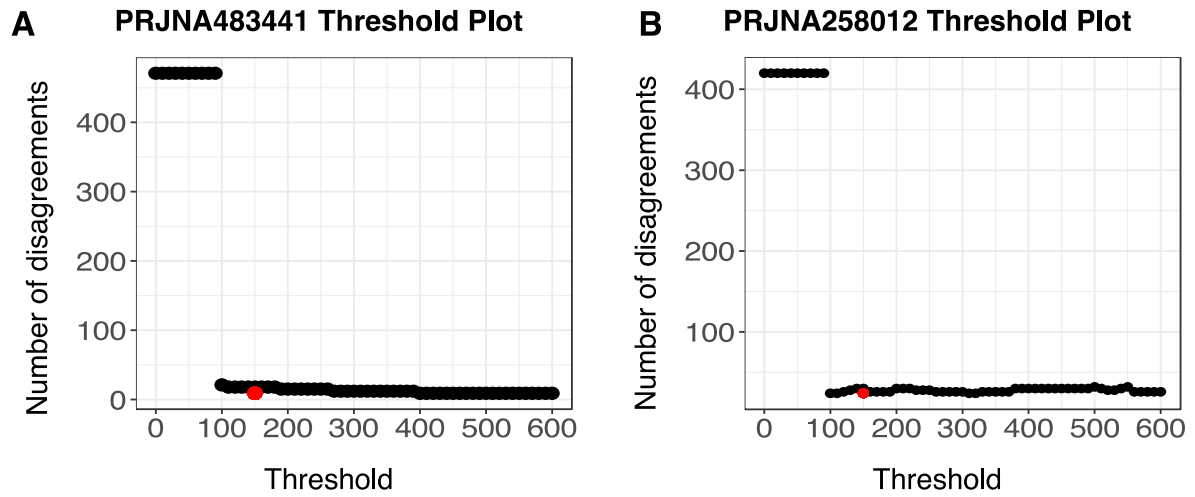 A PRJNA483441 Threshold Plot
Number of disagreements
400
300
200
100
0
0 100 200 300 400 500 600
Threshold
B PRJNA258012 Threshold Plot
Number of disagreements
400
300
200
100
0 100 200 300 400 500 600
Threshold